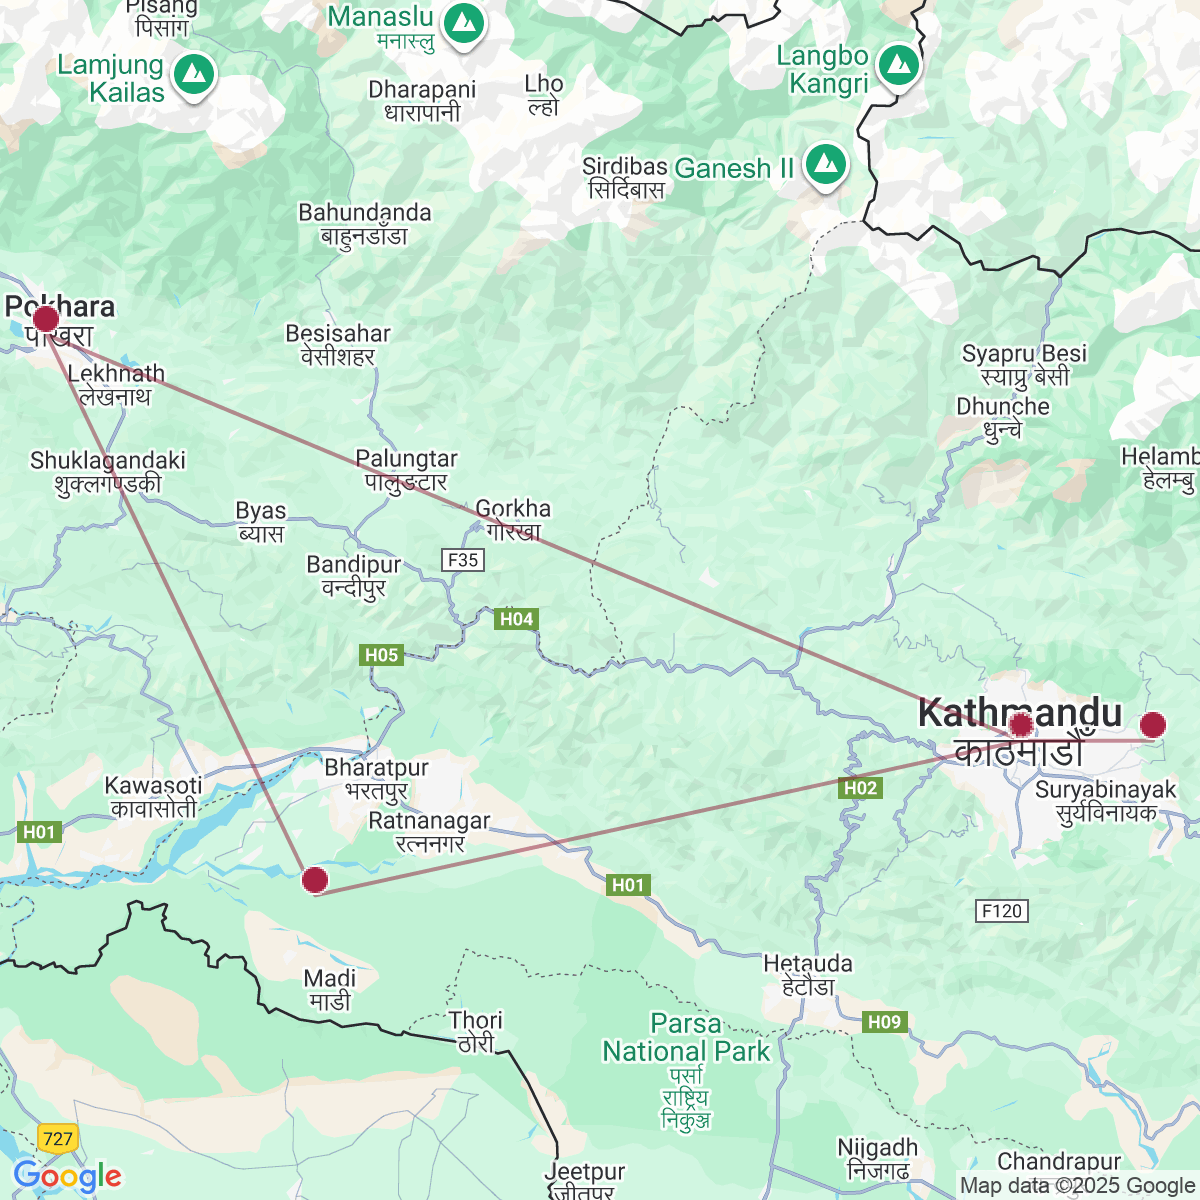 Pisang
पिसाग
Manaslu
मनास्लु
Lamjung
Kailas
Dharapani
धारापानी
Lho
ल्हो
Langbo
Kangri
Sirdibas
सिर्दिबास
Ganesh II
Bahundanda
बाहुनडाँडा
Pokhara
पोखरा
Besisahar
वेसीशहर
Lekhnath
लेखनाथ
Syapru Besi
स्याप्रु बेसी
Dhunche
धुन्चे
Shuklagandaki
शुक्लगण्डकी
Palungtar
पालुङटार
Helamb
हेलम्बु
Byas
ब्यास
Gorkha
गोरखा
F35
Bandipur
वन्दीपुर
H04
H05
Kathmandu
काठमाडौँ
Bharatpur
भरतपुर
Kawasoti
कावासोती
H02
Suryabinayak
सुर्यविनायक
H01
Ratnanagar
रत्ननगर
H01
F120
Madi
माडी
Hetauda
हेटौडा
Thori
ठोरी
Parsa
National Park
पर्सा
राष्ट्रिय
निकुञ्ज
H09
727
Google
Nijgadh
निजगढ
Jeetpur
जीतपुर
Chandrapur
Map data ©2025 Google